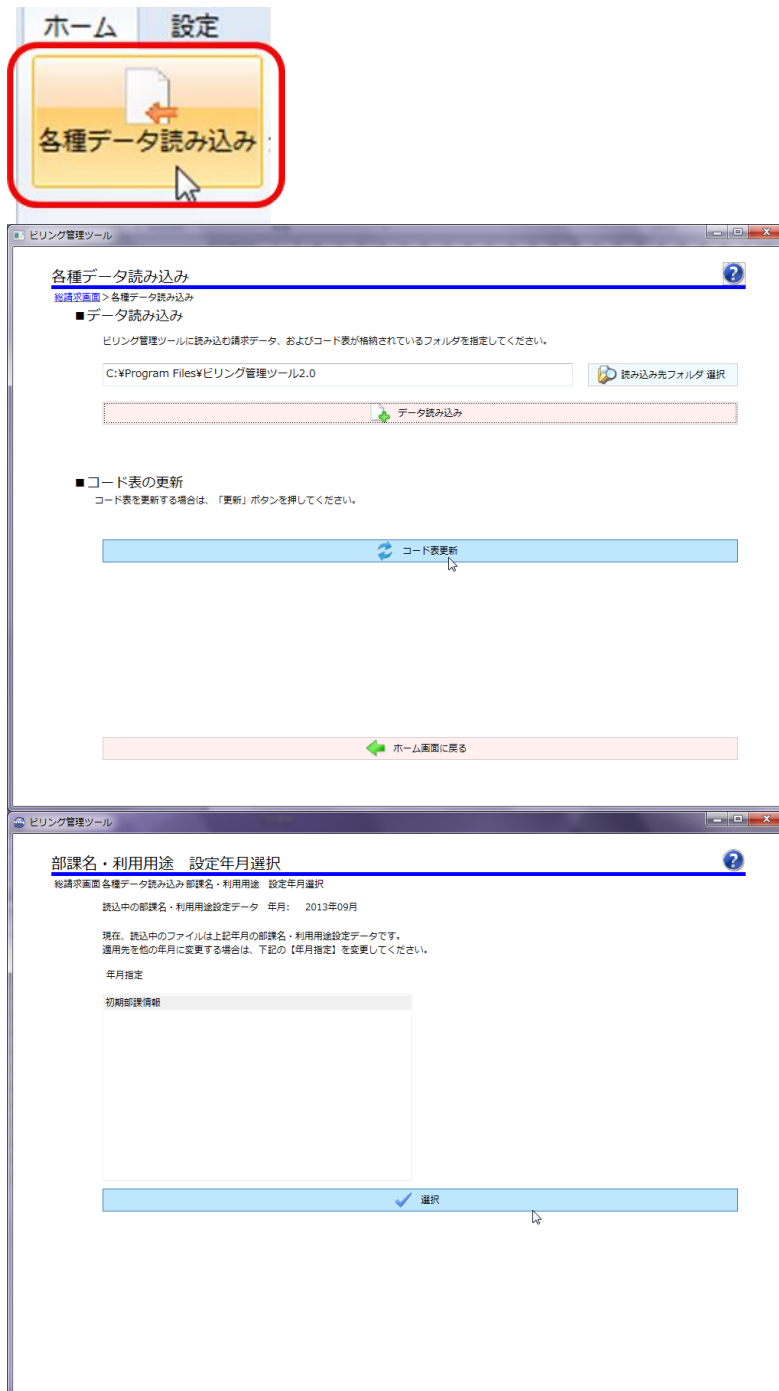 ホーム 設定
各種データ読み込み
ビリング管理ツール
各種データ読み込み
総請求画面>各種データ読み込み
■データ読み込み
ビリング管理ツールに読み込む請求データ、およびコード表が格納されているフォルダを指定してください。
C:¥Program Files¥ビリング管理ツール2.0 読み込み先フォルダ 選択
データ読み込み
■コード表の更新
コード表を更新する場合は、「更新」ボタンを押してください。
コード表更新
ホーム画面に戻る
ビリング管理ツール
部課名・利用用途 設定年月選択
総請求画面 各種データ読み込み 部課名・利用用途 設定年月選択
読込中の部課名・利用用途設定データ 年月: 2013年09月
現在、読込中のファイルは上記年月の部課名・利用用途設定データです。
適用先を他の年月に変更する場合は、下記の【年月指定】を変更してください。
年月指定
初期部課情報
選択